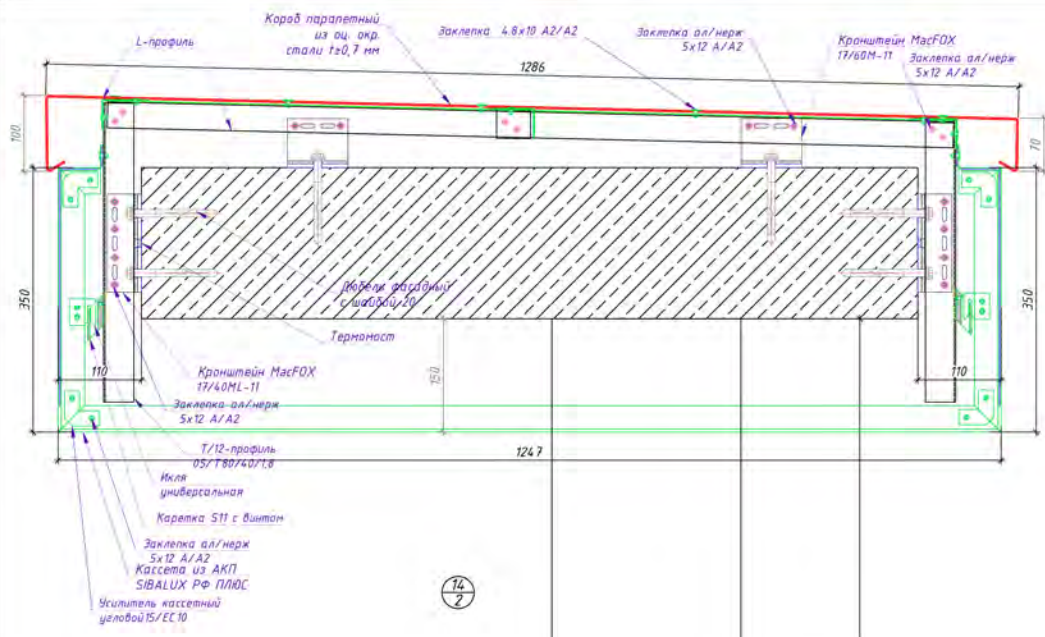 Короб парапетный
из оц. окр.
стали t≥0,7 мм
Заклепка 4.8х10 А2/А2
Заклепка ал/нерж
5х12 А/А2
Кронштейн MacFOX
17/60М-11
Заклепка ал/нерж
5х12 А/А2
L-профиль
1286
100
70
350
350
Дюбель фасадный
с шайбой 20
Термомост
110
150
110
Кронштейн MacFOX
17/40ML-11
Заклепка ал/нерж
5х12 А/А2
Т/12-профиль
05/Т80/40/1,8
1247
Икля
универсальная
Каретка S11 с винтом
Заклепка ал/нерж
5х12 А/А2
Кассета из АКП
SIBALUX РФ ПЛЮС
Усилитель кассетный
угловой 15/ЕС10
14
2